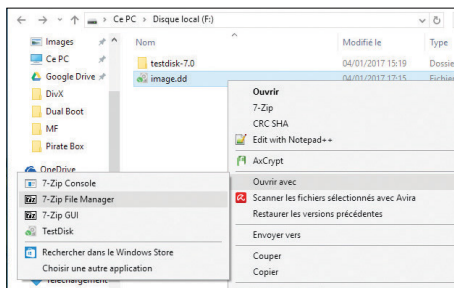 Ce PC > Disque local (F:)
Images
Ce PC
Google Drive
DivX
Dual Boot
MF
Pirate Box
OneDrive
Nom
Modifié le
Type
testdisk-7.0
04/01/2017 15:19
Dossie
image.dd
04/01/2017 17:15
Fichier
Ouvrir
7-Zip
CRC SHA
Edit with Notepad++
AxCrypt
Ouvrir avec
Scanner les fichiers sélectionnés avec Avira
Restaurer les versions précédentes
Envoyer vers
Couper
Copier
7-Zip Console
7-Zip File Manager
7-Zip GUI
TestDisk
Rechercher dans le Windows Store
Choisir une autre application
Téléchargement